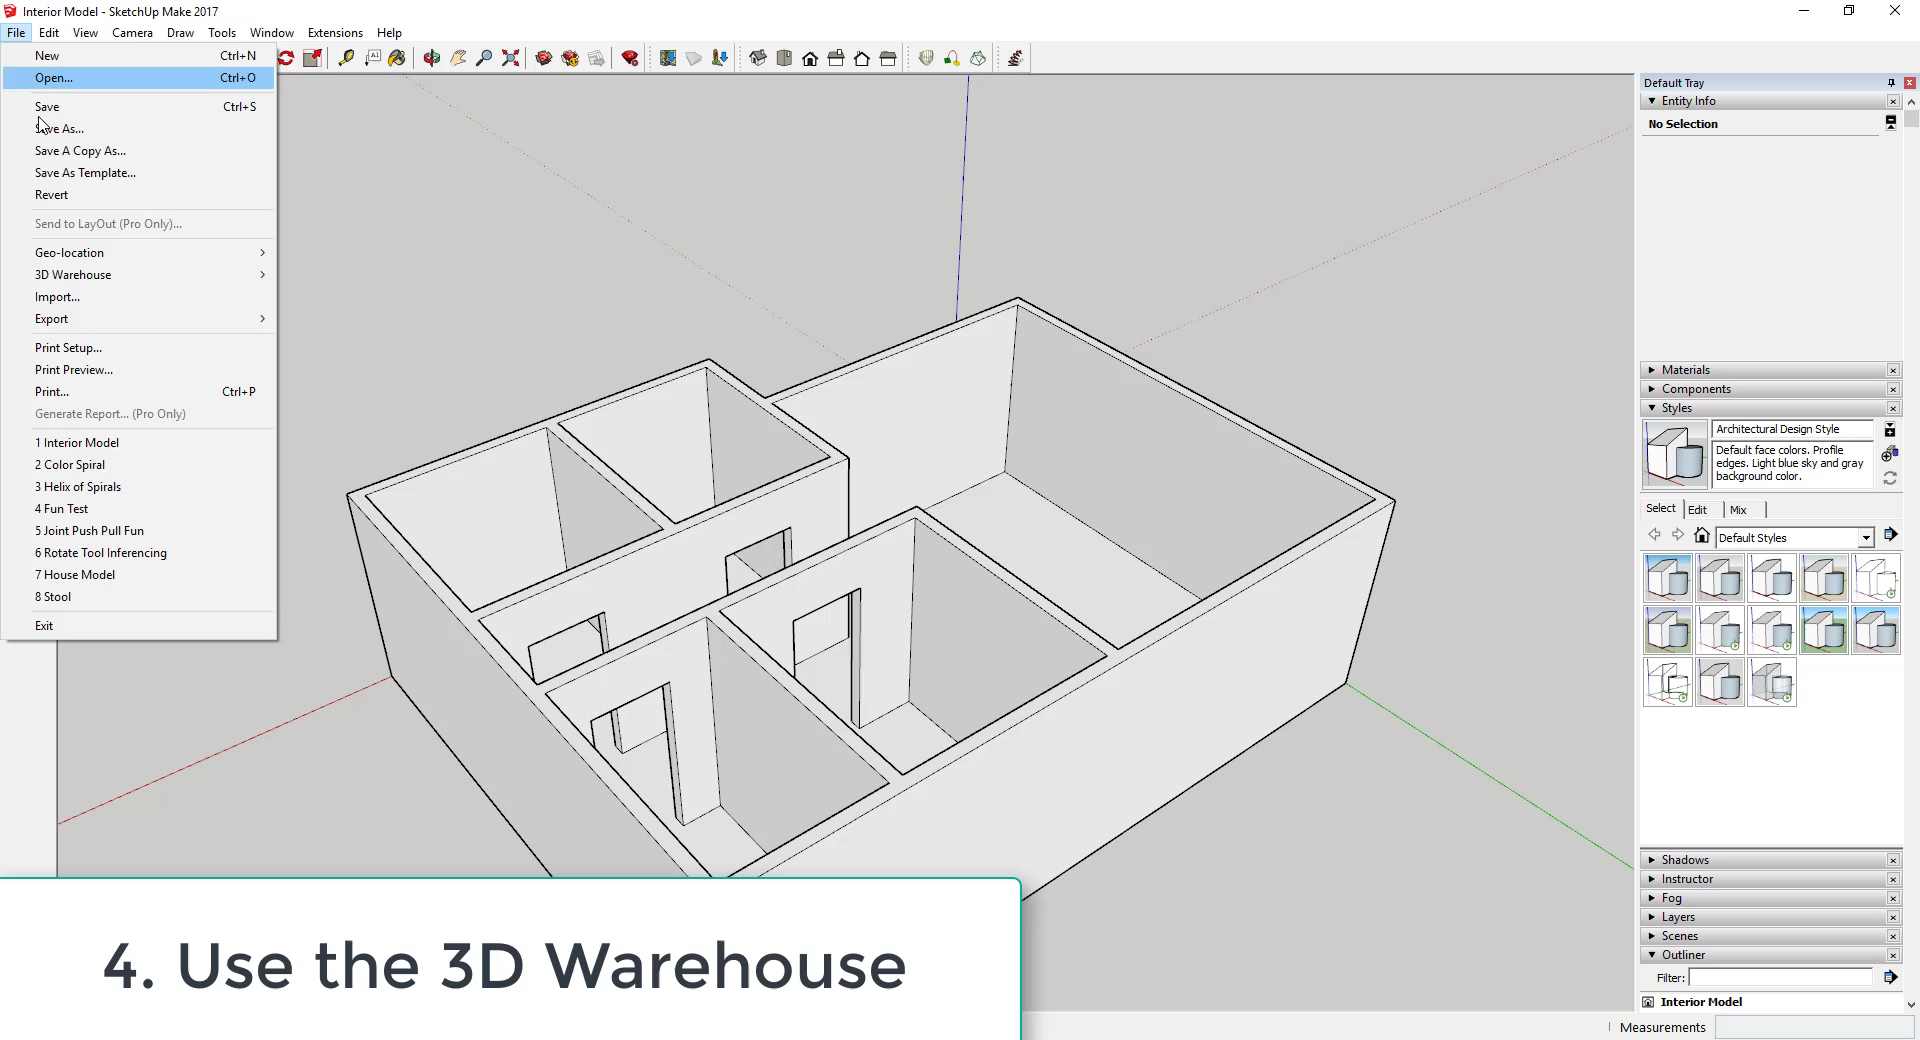 Interior Model - SketchUp Make 2017
File Edit View Camera Draw Tools Window Extensions Help
New Ctrl+N
Open... Ctrl+O
Save Ctrl+S
ve As...
Save A Copy As...
Save As Template...
Revert
Send to LayOut (Pro Only)...
Geo-location
3D Warehouse
Import...
Export
Print Setup...
Print Preview...
Print... Ctrl+P
Generate Report... (Pro Only)
1 Interior Model
2 Color Spiral
3 Helix of Spirals
4 Fun Test
5 Joint Push Pull Fun
6 Rotate Tool Inferencing
7 House Model
8 Stool
Exit
Default Tray
Entity Info
No Selection
Materials
Components
Styles
Architectural Design Style
Default face colors. Profile
edges. Light blue sky and gray
background color.
Select Edit Mix
Default Styles
Shadows
Instructor
Fog
Layers
Scenes
Outliner
Filter:
Interior Model
Measurements
4. Use the 3D Warehouse